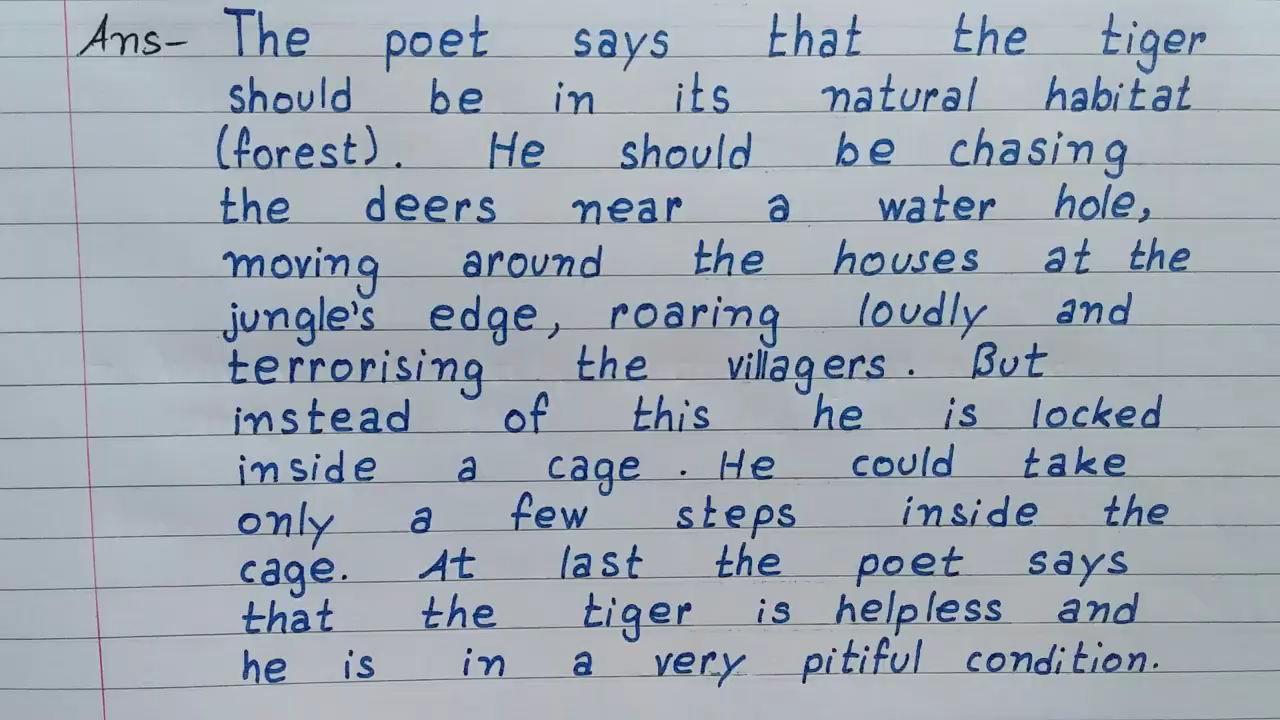 Ans- The poet says that the tiger
should be in its natural habitat
(forest). He should be chasing
the deers near a water hole,
moving around the houses at the
jungle's edge, roaring loudly and
terrorising the villagers. But
instead of this he is locked
inside a cage. He could take
only a few steps inside the
cage. At last the poet says
that the tiger is helpless and
he is in a very pitiful condition.